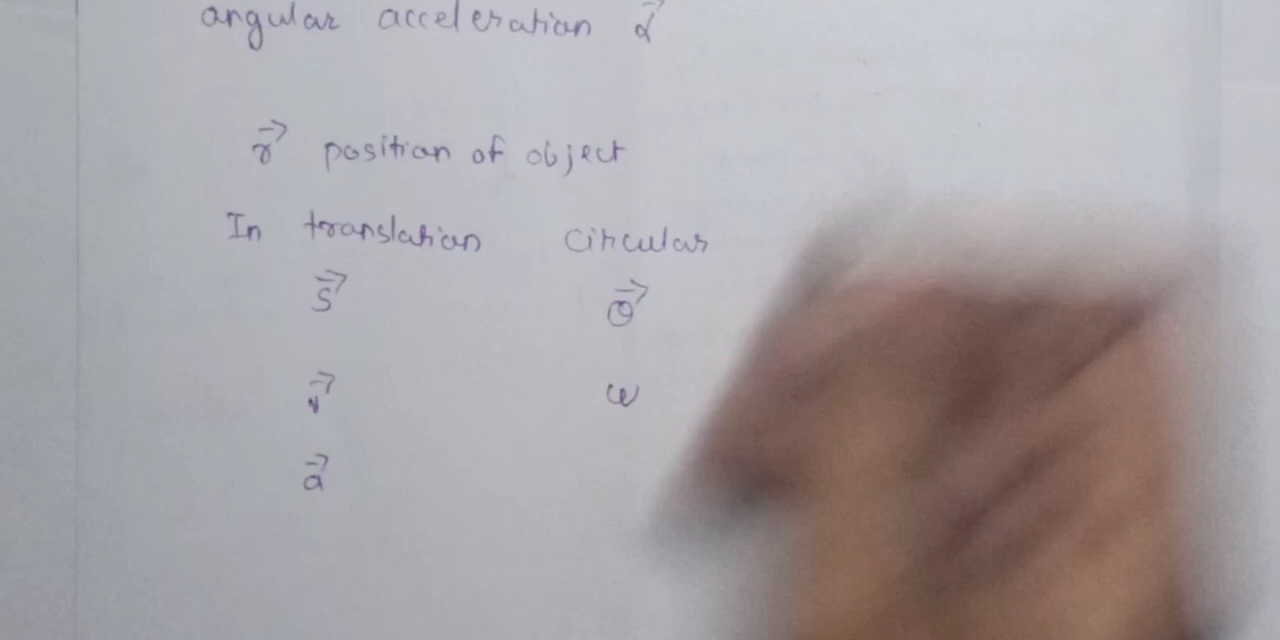 angular acceleration α⃗
r⃗ position of object
In translation circular
s⃗ θ⃗
v⃗ ω
a⃗